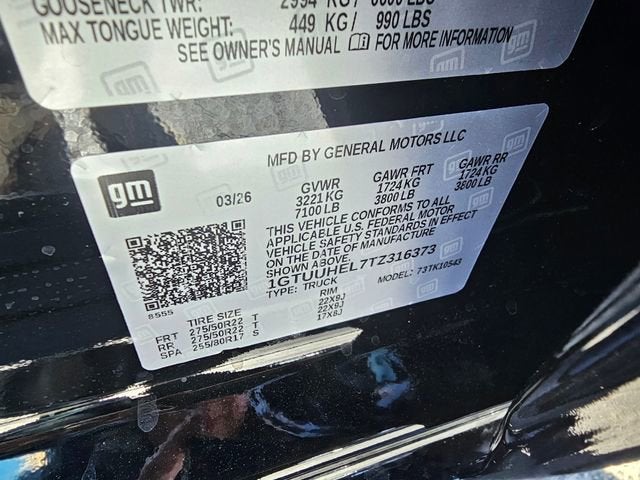 GOOSENECK TWR: 2994 KG/ 6600 LBS
MAX TONGUE WEIGHT: 449 KG/ 990 LBS
SEE OWNER'S MANUAL FOR MORE INFORMATION
MFD BY GENERAL MOTORS LLC
gm
03/26
GVWR GAWR FRT GAWR RR
3221 KG 1724 KG 1724 KG
7100 LB 3800 LB 3800 LB
THIS VEHICLE CONFORMS TO ALL
APPLICABLE U.S. FEDERAL MOTOR
VEHICLE SAFETY STANDARDS IN EFFECT
ON THE DATE OF MANUFACTURE
SHOWN ABOVE.
1GTUUHEL7TZ316373
TYPE: TRUCK MODEL: 73TK10543
8555
TIRE SIZE RIM
FRT 275/50R22 T 22X9J
RR 275/50R22 T 22X9J
SPA 255/80R17 S 17X8J